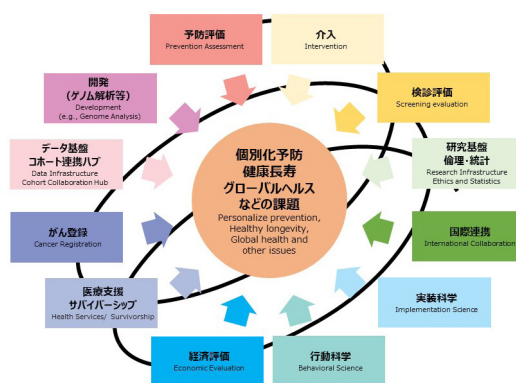 予防評価
Prevention Assessment
介入
Intervention
開発
(ゲノム解析等)
Development
(e.g., Genome Analysis)
検診評価
Screening evaluation
データ基盤
コホート連携ハブ
Data Infrastructure
Cohort Collaboration Hub
個別化予防
健康長寿
グローバルヘルス
などの課題
Personalize prevention,
Healthy longevity,
Global health and
other issues
研究基盤
倫理・統計
Research Infrastructure
Ethics and Statistics
がん登録
Cancer Registration
国際連携
International Collaboration
医療支援
サバイバーシップ
Health Services/ Survivorship
実装科学
Implementation Science
経済評価
Economic Evaluation
行動科学
Behavioral Science